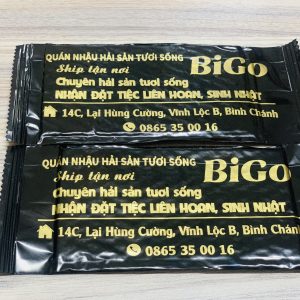 QUÁN NHẬU HẢI SẢN TƯƠI SỐNG BiGo
Ship tận nơi
Chuyên hải sản tươi sống
NHẬN ĐẶT TIỆC LIÊN HOAN, SINH NHẬT
14C, Lại Hùng Cường, Vĩnh Lộc B, Bình Chánh
0865 35 00 16
QUÁN NHẬU HẢI SẢN TƯƠI SỐNG BiGo
Ship tận nơi
Chuyên hải sản tươi sống
NHẬN ĐẶT TIỆC LIÊN HOAN, SINH NHẬT
14C, Lại Hùng Cường, Vĩnh Lộc B, Bình Chánh
0865 35 00 16